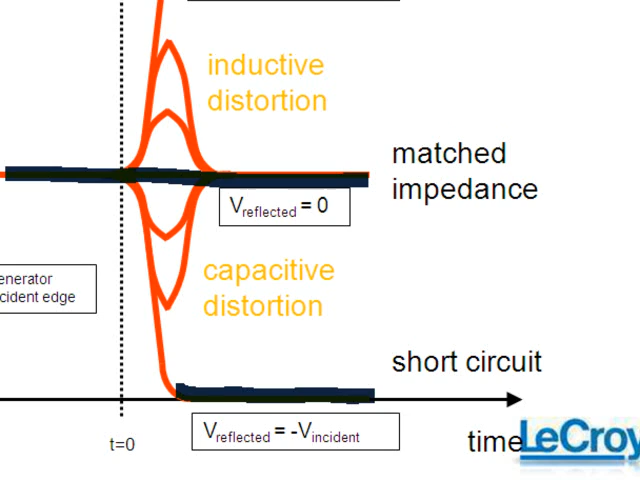 inductive
distortion
matched
impedance
Vreflected = 0
capacitive
distortion
enerator
cident edge
short circuit
Vreflected = -Vincident
t=0
time
LeCroy